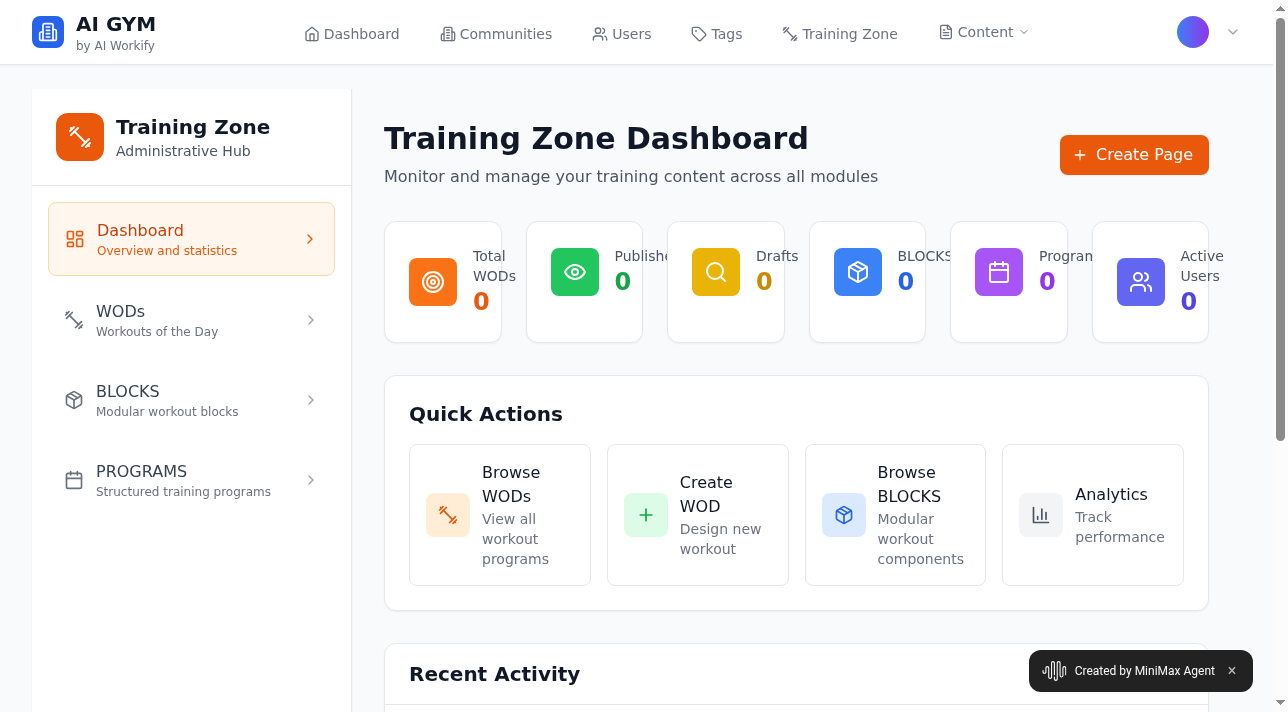 AI GYM
by AI Workify
Dashboard
Communities
Users
Tags
Training Zone
Content
Training Zone
Administrative Hub
Dashboard
Overview and statistics
WODs
Workouts of the Day
BLOCKS
Modular workout blocks
PROGRAMS
Structured training programs
Training Zone Dashboard
Monitor and manage your training content across all modules
+ Create Page
Total
WODs
0
Publishe
0
Drafts
0
BLOCKS
0
Program
0
Active
Users
0
Quick Actions
Browse
WODs
View all
workout
programs
Create
WOD
Design new
workout
Browse
BLOCKS
Modular
workout
components
Analytics
Track
performance
Recent Activity
Created by MiniMax Agent ×